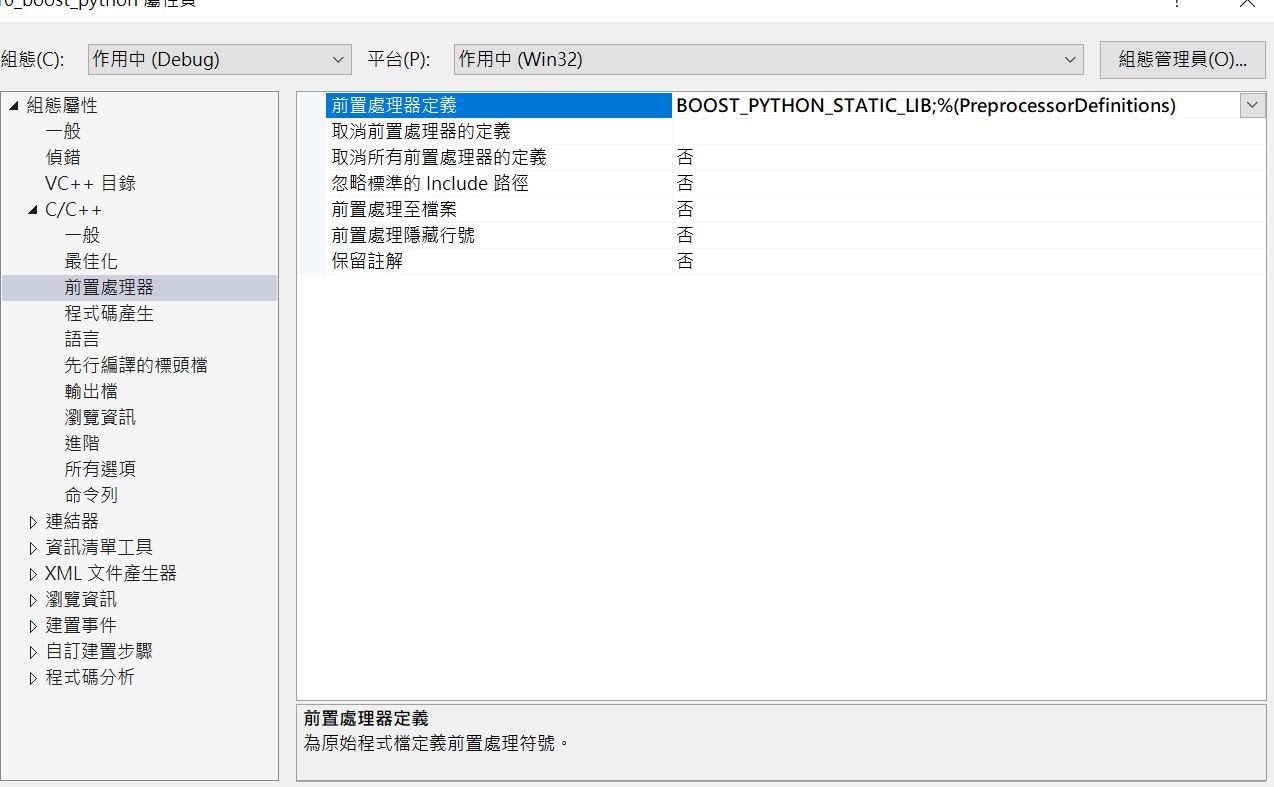 10_boost_python 屬性頁
組態(C): 作用中 (Debug) 平台(P): 作用中 (Win32) 組態管理員(O)...
組態屬性
一般
偵錯
VC++ 目錄
C/C++
一般
最佳化
前置處理器
程式碼產生
語言
先行編譯的標頭檔
輸出檔
瀏覽資訊
進階
所有選項
命令列
連結器
資訊清單工具
XML 文件產生器
瀏覽資訊
建置事件
自訂建置步驟
程式碼分析
前置處理器定義 BOOST_PYTHON_STATIC_LIB;%(PreprocessorDefinitions)
取消前置處理器的定義
取消所有前置處理器的定義 否
忽略標準的 Include 路徑 否
前置處理至檔案 否
前置處理隱藏行號 否
保留註解 否
前置處理器定義
為原始程式檔定義前置處理符號。